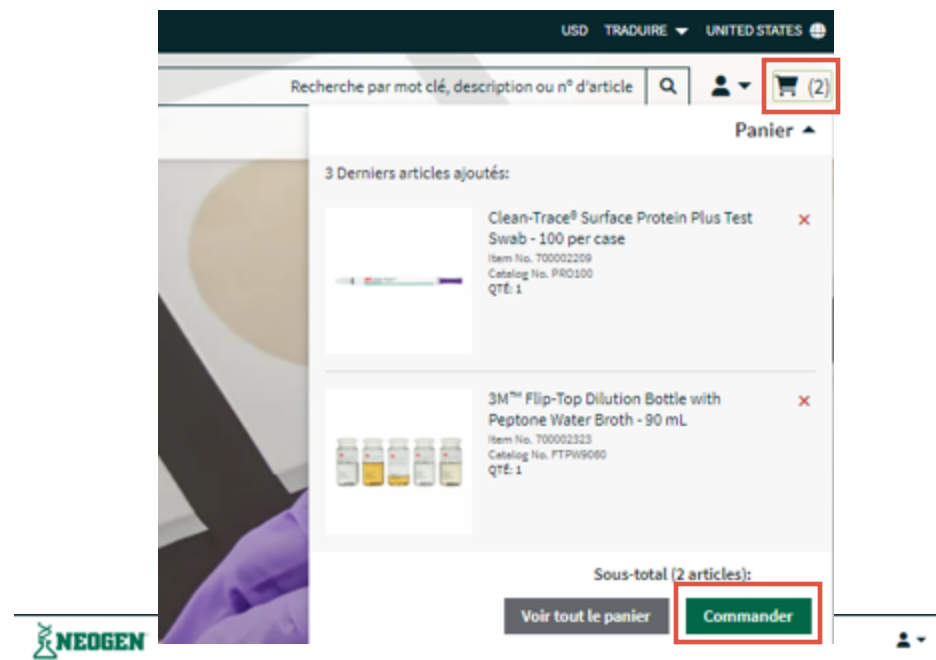 USD TRADUIRE UNITED STATES
Recherche par mot clé, description ou n° d'article (2)
Panier
3 Derniers articles ajoutés:
Clean-Trace® Surface Protein Plus Test
Swab - 100 per case
Item No. 700002209
Catalog No. PRO100
QTÉ: 1
3M™ Flip-Top Dilution Bottle with
Peptone Water Broth - 90 mL
Item No. 700002323
Catalog No. FTPW9060
QTÉ: 1
Sous-total (2 articles):
Voir tout le panier Commander
NEOGEN